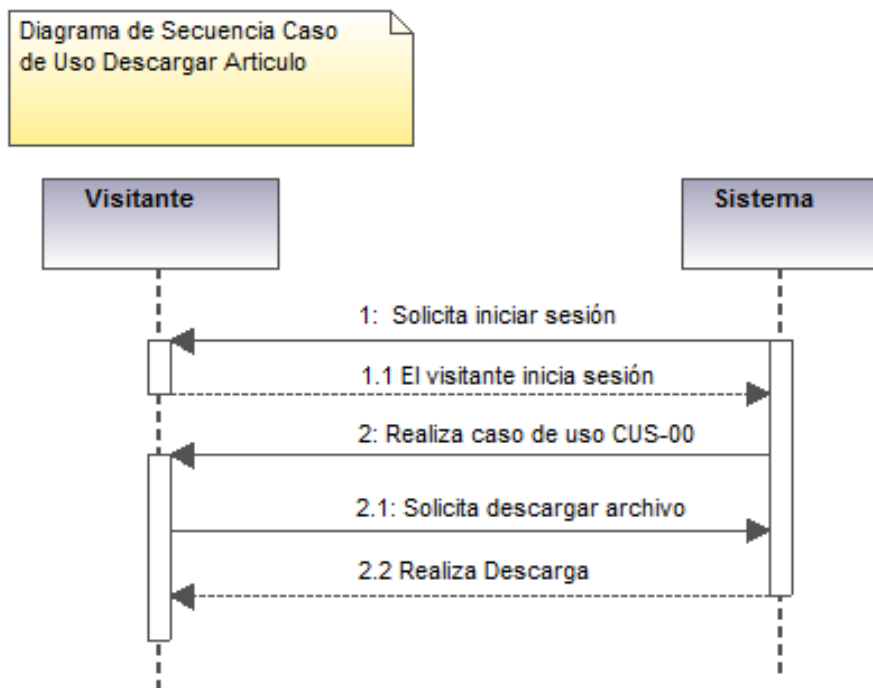 Diagrama de Secuencia Caso
de Uso Descargar Articulo
Visitante
Sistema
1: Solicita iniciar sesión
1.1 El visitante inicia sesión
2: Realiza caso de uso CUS-00
2.1: Solicita descargar archivo
2.2 Realiza Descarga